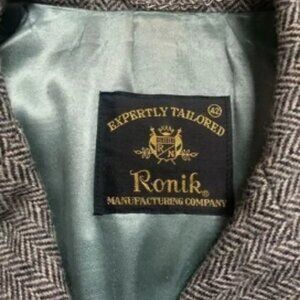 EXPERTLY TAILORED
42
R N
Ronik®
MANUFACTURING COMPANY